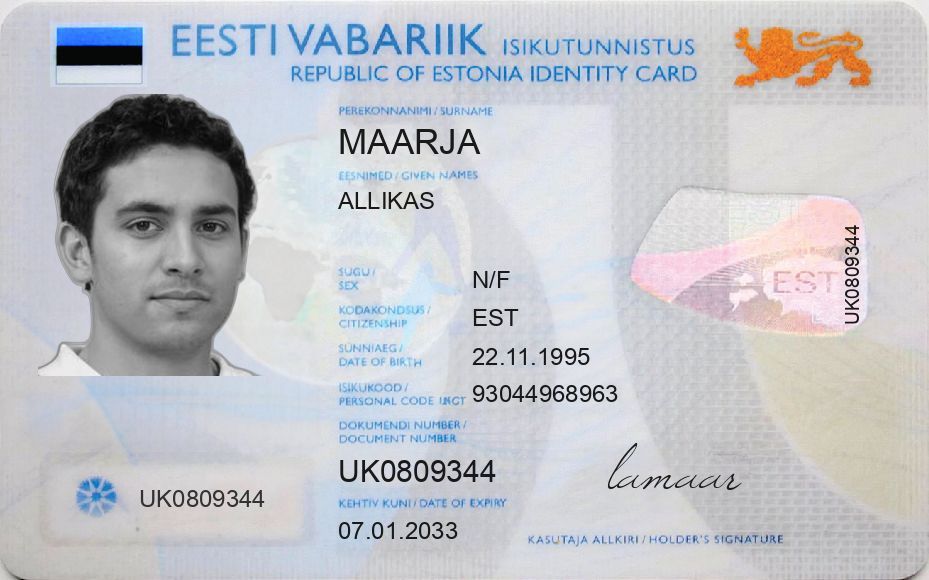 EESTI VABARIIK ISIKUTUNNISTUS
REPUBLIC OF ESTONIA IDENTITY CARD
PEREKONNANIMI / SURNAME
MAARJA
EESNIMED / GIVEN NAMES
ALLIKAS
SUGU /
SEX
N/F
KODAKONDSUS /
CITIZENSHIP
EST
SÜNNIAEG /
DATE OF BIRTH
22.11.1995
ISIKUKOOD /
PERSONAL CODE
93044968963
DOKUMENDI NUMBER /
DOCUMENT NUMBER
UK0809344
KEHTIV KUNI / DATE OF EXPIRY
07.01.2033
UK0809344
EST
UK0809344
lamaar
KASUTAJA ALLKIRI / HOLDER'S SIGNATURE